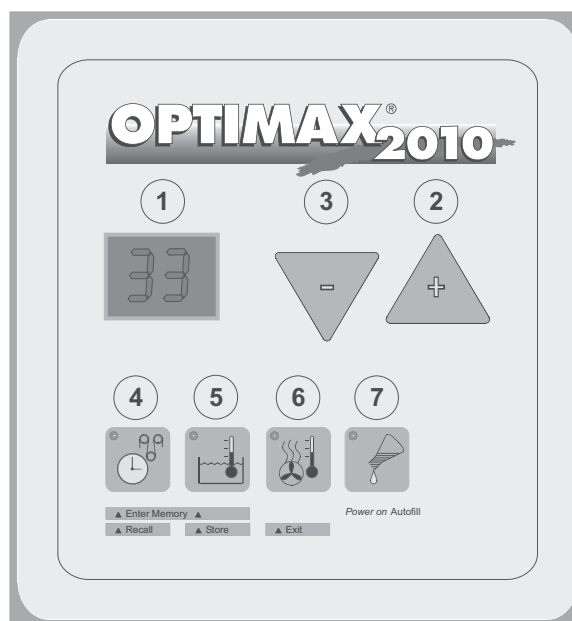 OPTIMAX®
2010
1
3
2
33
-
+
4
5
6
7
▲ Enter Memory ▲
Power on Autofill
▲ Recall
▲ Store
▲ Exit